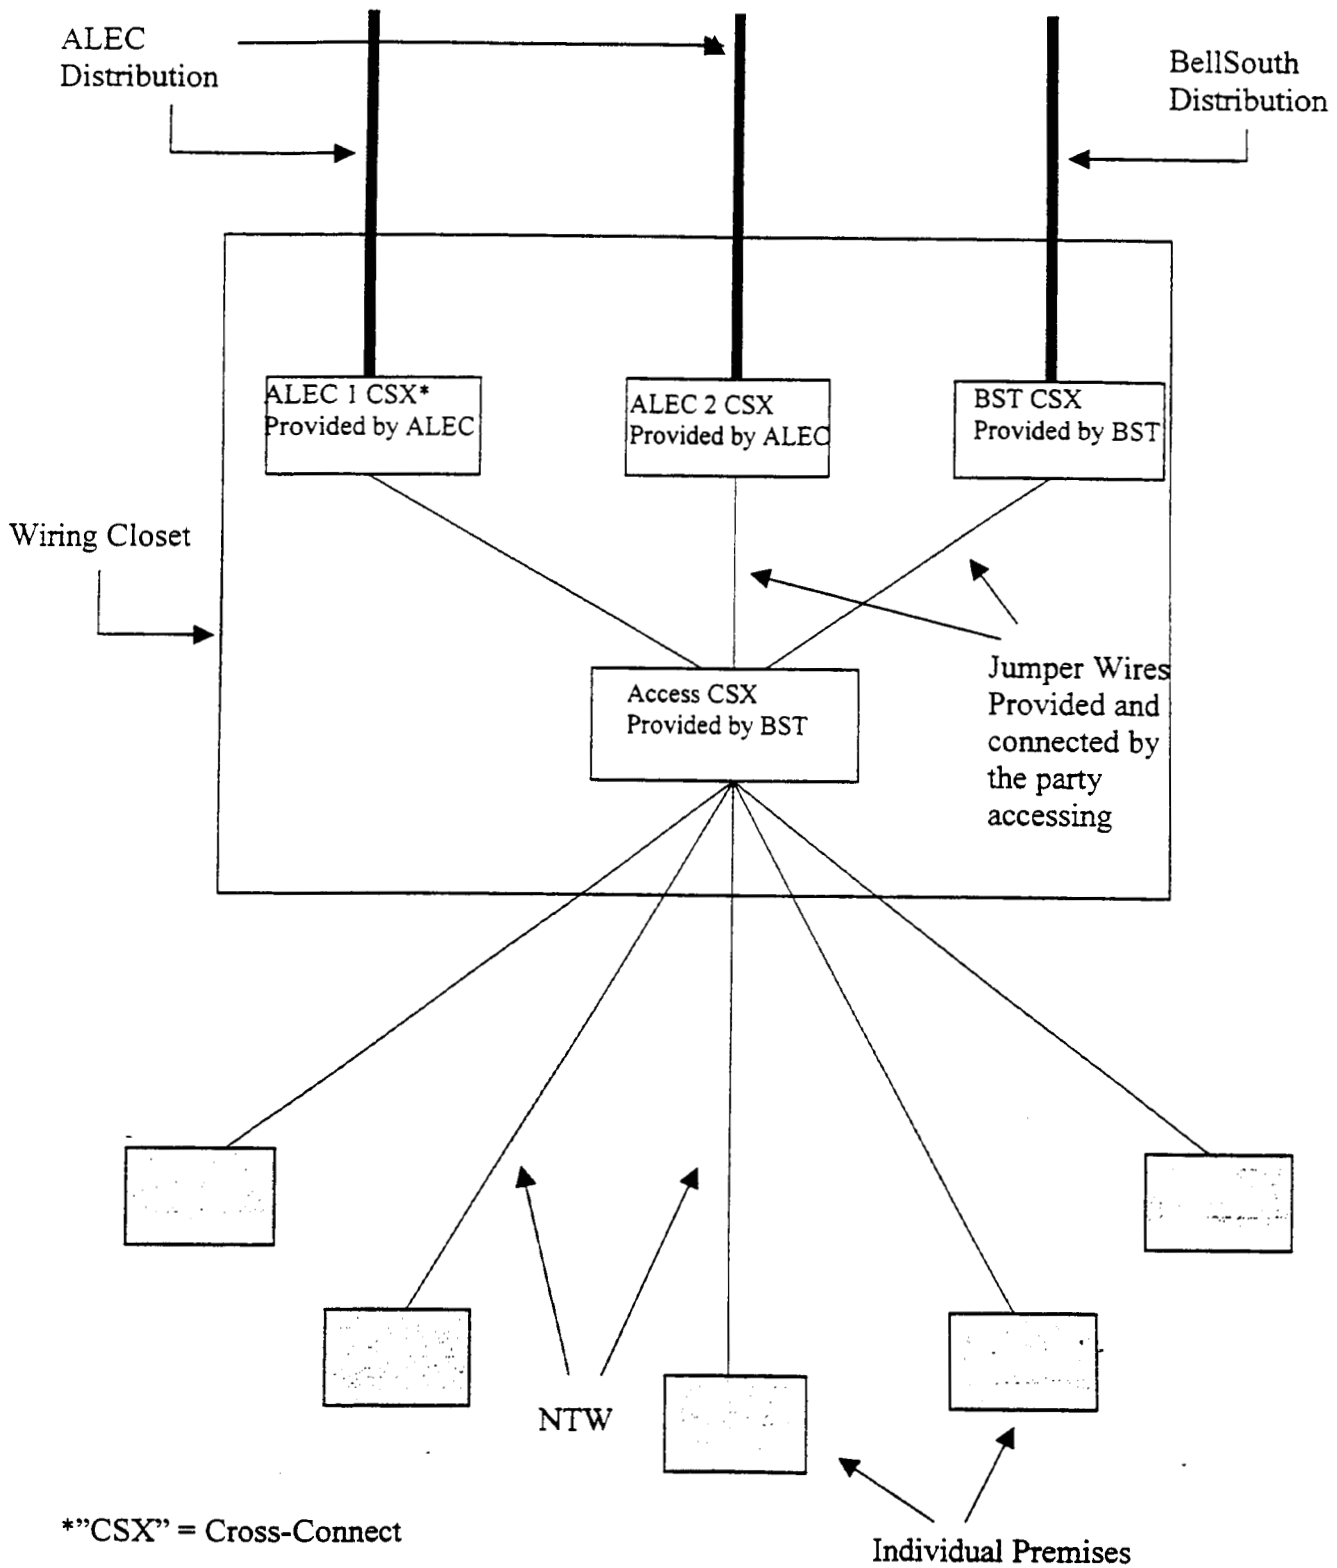 ALEC
Distribution
BellSouth
Distribution
ALEC 1 CSX*
Provided by ALEC
ALEC 2 CSX
Provided by ALEC
BST CSX
Provided by BST
Wiring Closet
Access CSX
Provided by BST
Jumper Wires
Provided and
connected by
the party
accessing
NTW
*"CSX" = Cross-Connect
Individual Premises